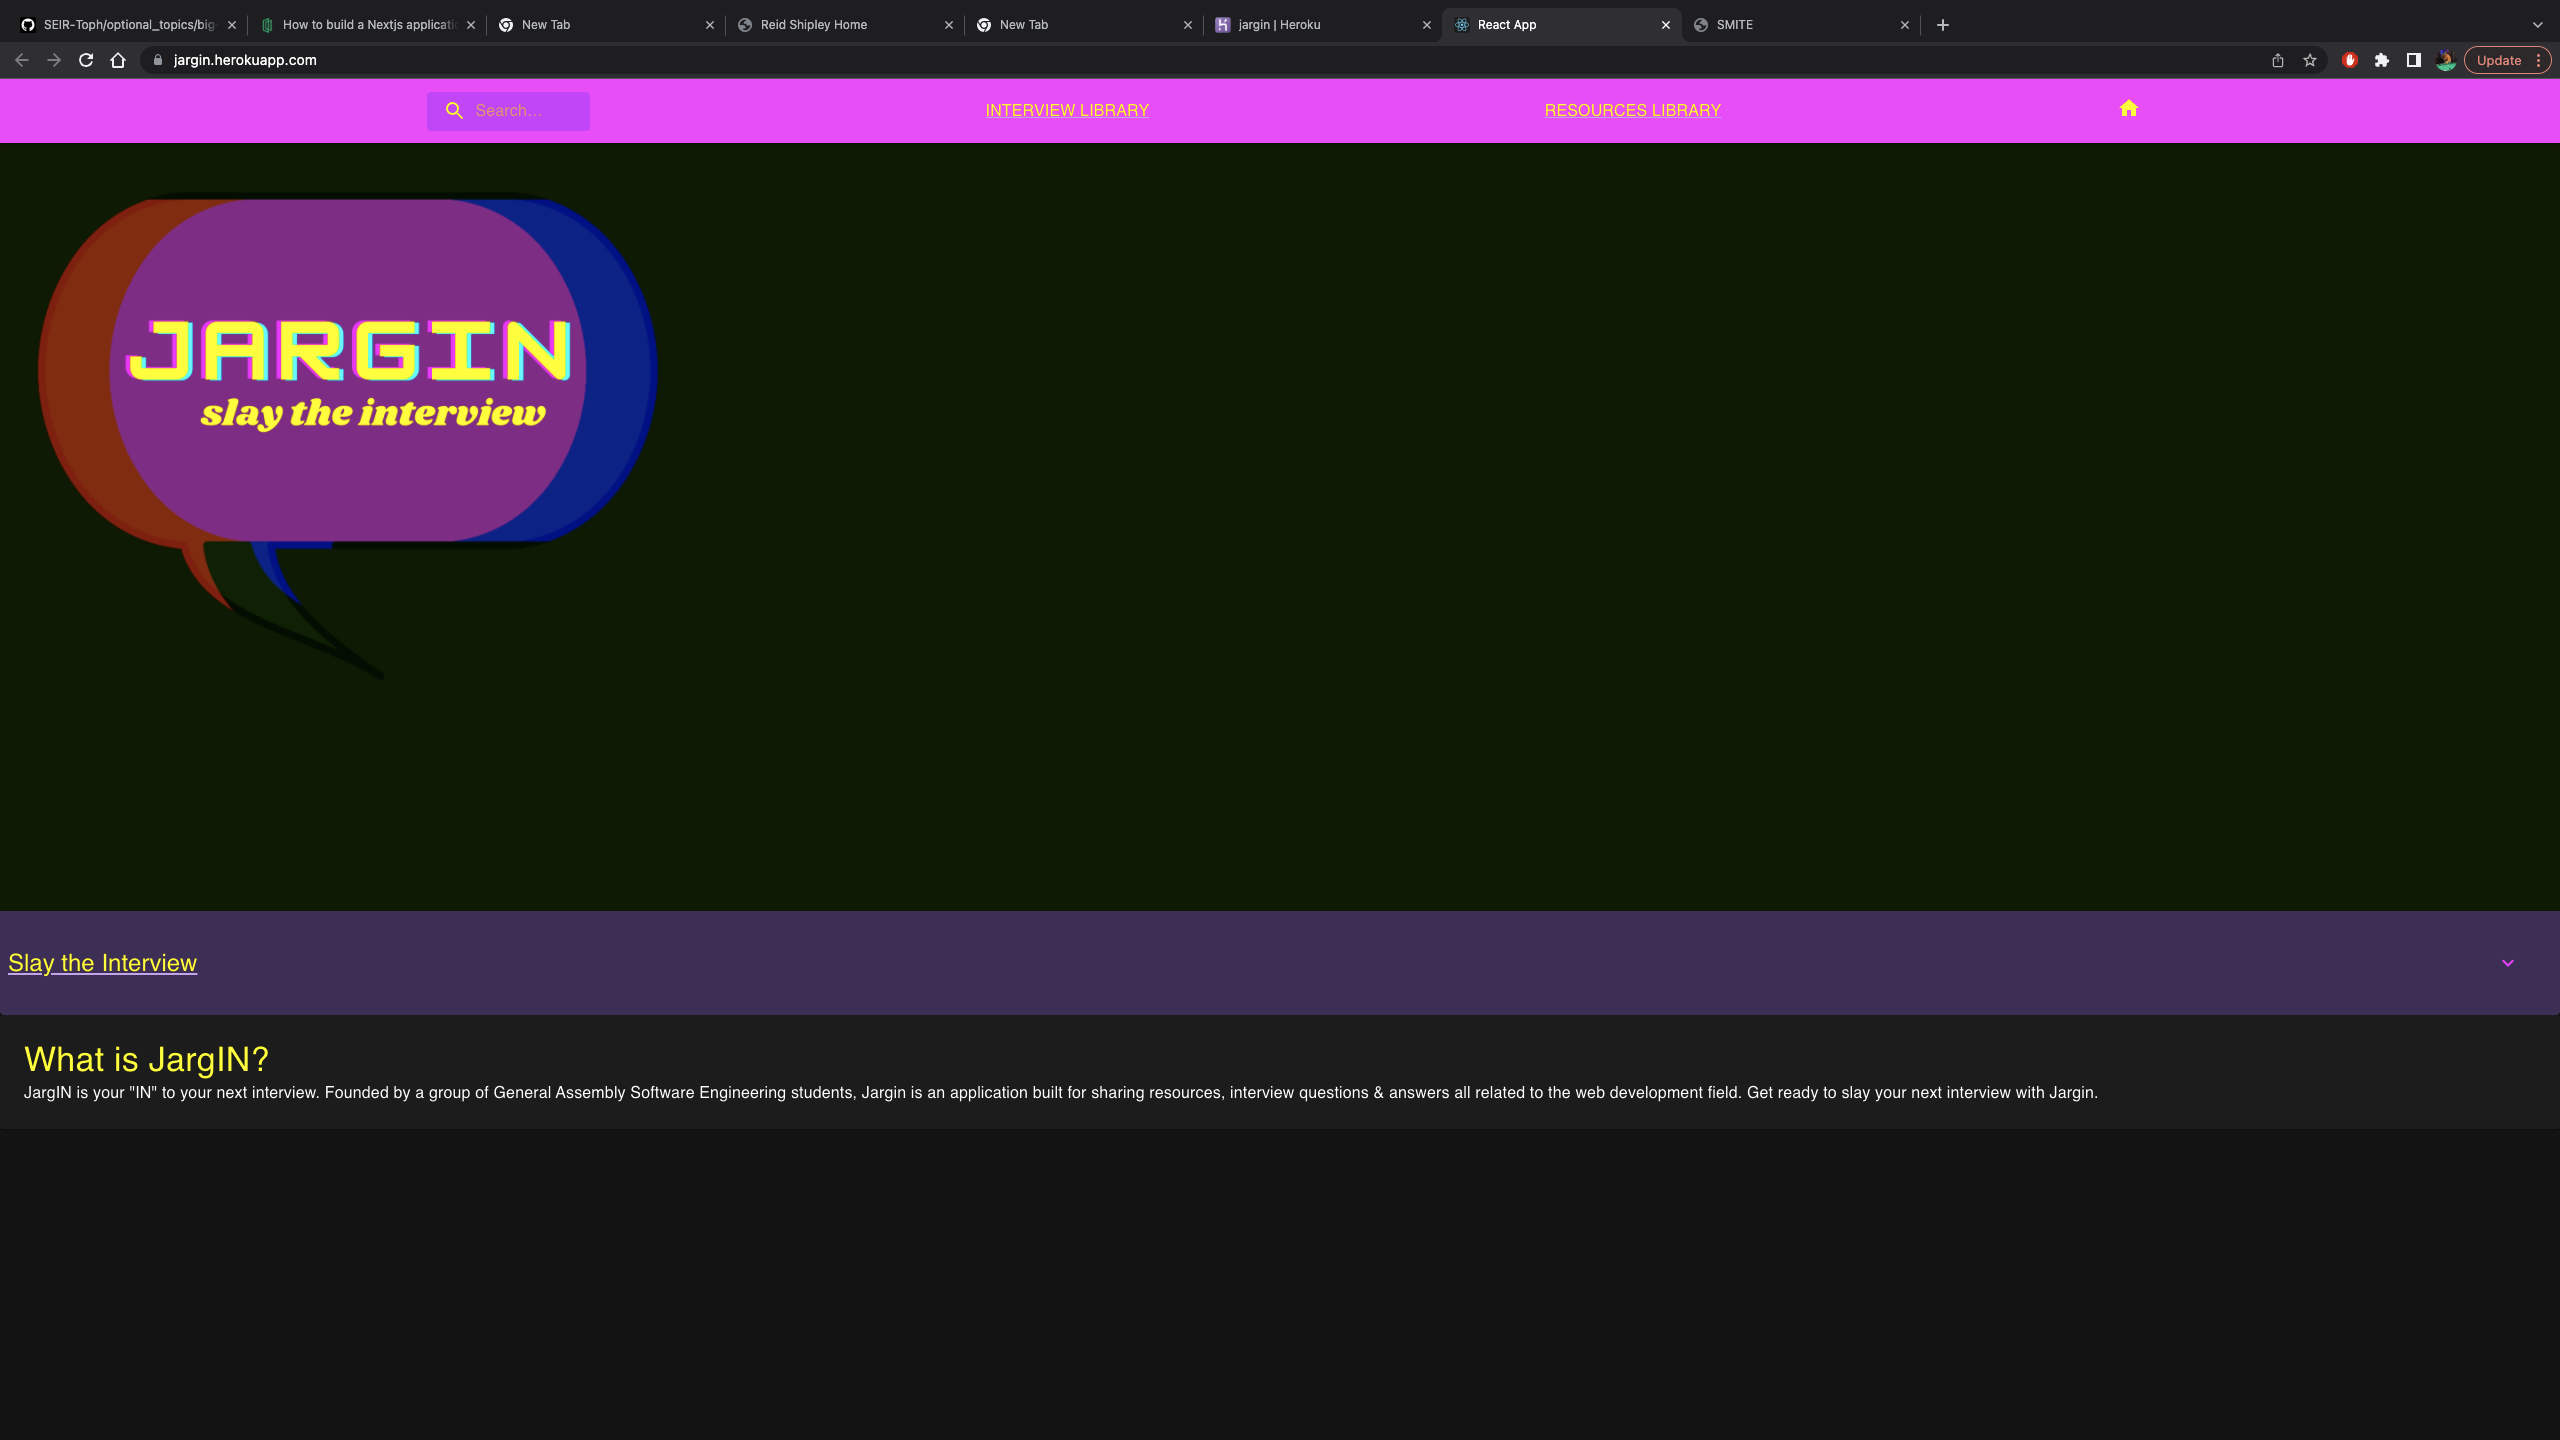 SEIR-Toph/optional_topics/big-
How to build a Nextjs applicatio
New Tab
Reid Shipley Home
New Tab
jargin | Heroku
React App
SMITE
jargin.herokuapp.com
Update
Search…
INTERVIEW LIBRARY
RESOURCES LIBRARY
JARGIN
slay the interview
Slay the Interview
What is JargIN?
JargIN is your "IN" to your next interview. Founded by a group of General Assembly Software Engineering students, Jargin is an application built for sharing resources, interview questions & answers all related to the web development field. Get ready to slay your next interview with Jargin.